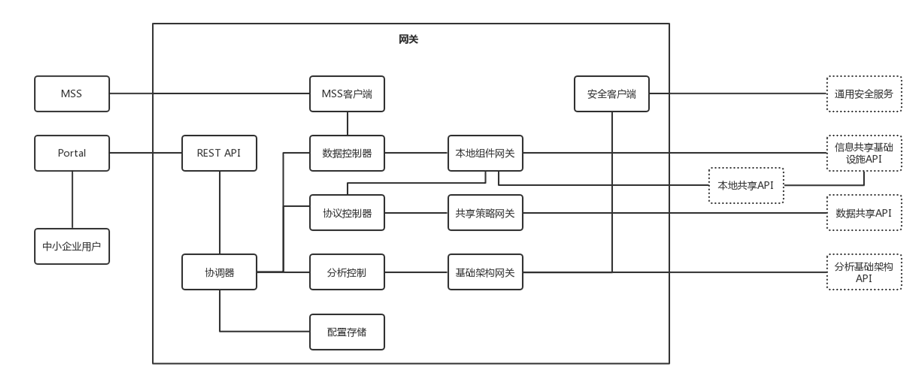 网关
MSS
MSS客户端
安全客户端
通用安全服务
Portal
REST API
数据控制器
本地组件网关
信息共享基础
设施API
本地共享API
协议控制器
共享策略网关
数据共享API
中小企业用户
协调器
分析控制
基础架构网关
分析基础架构
API
配置存储